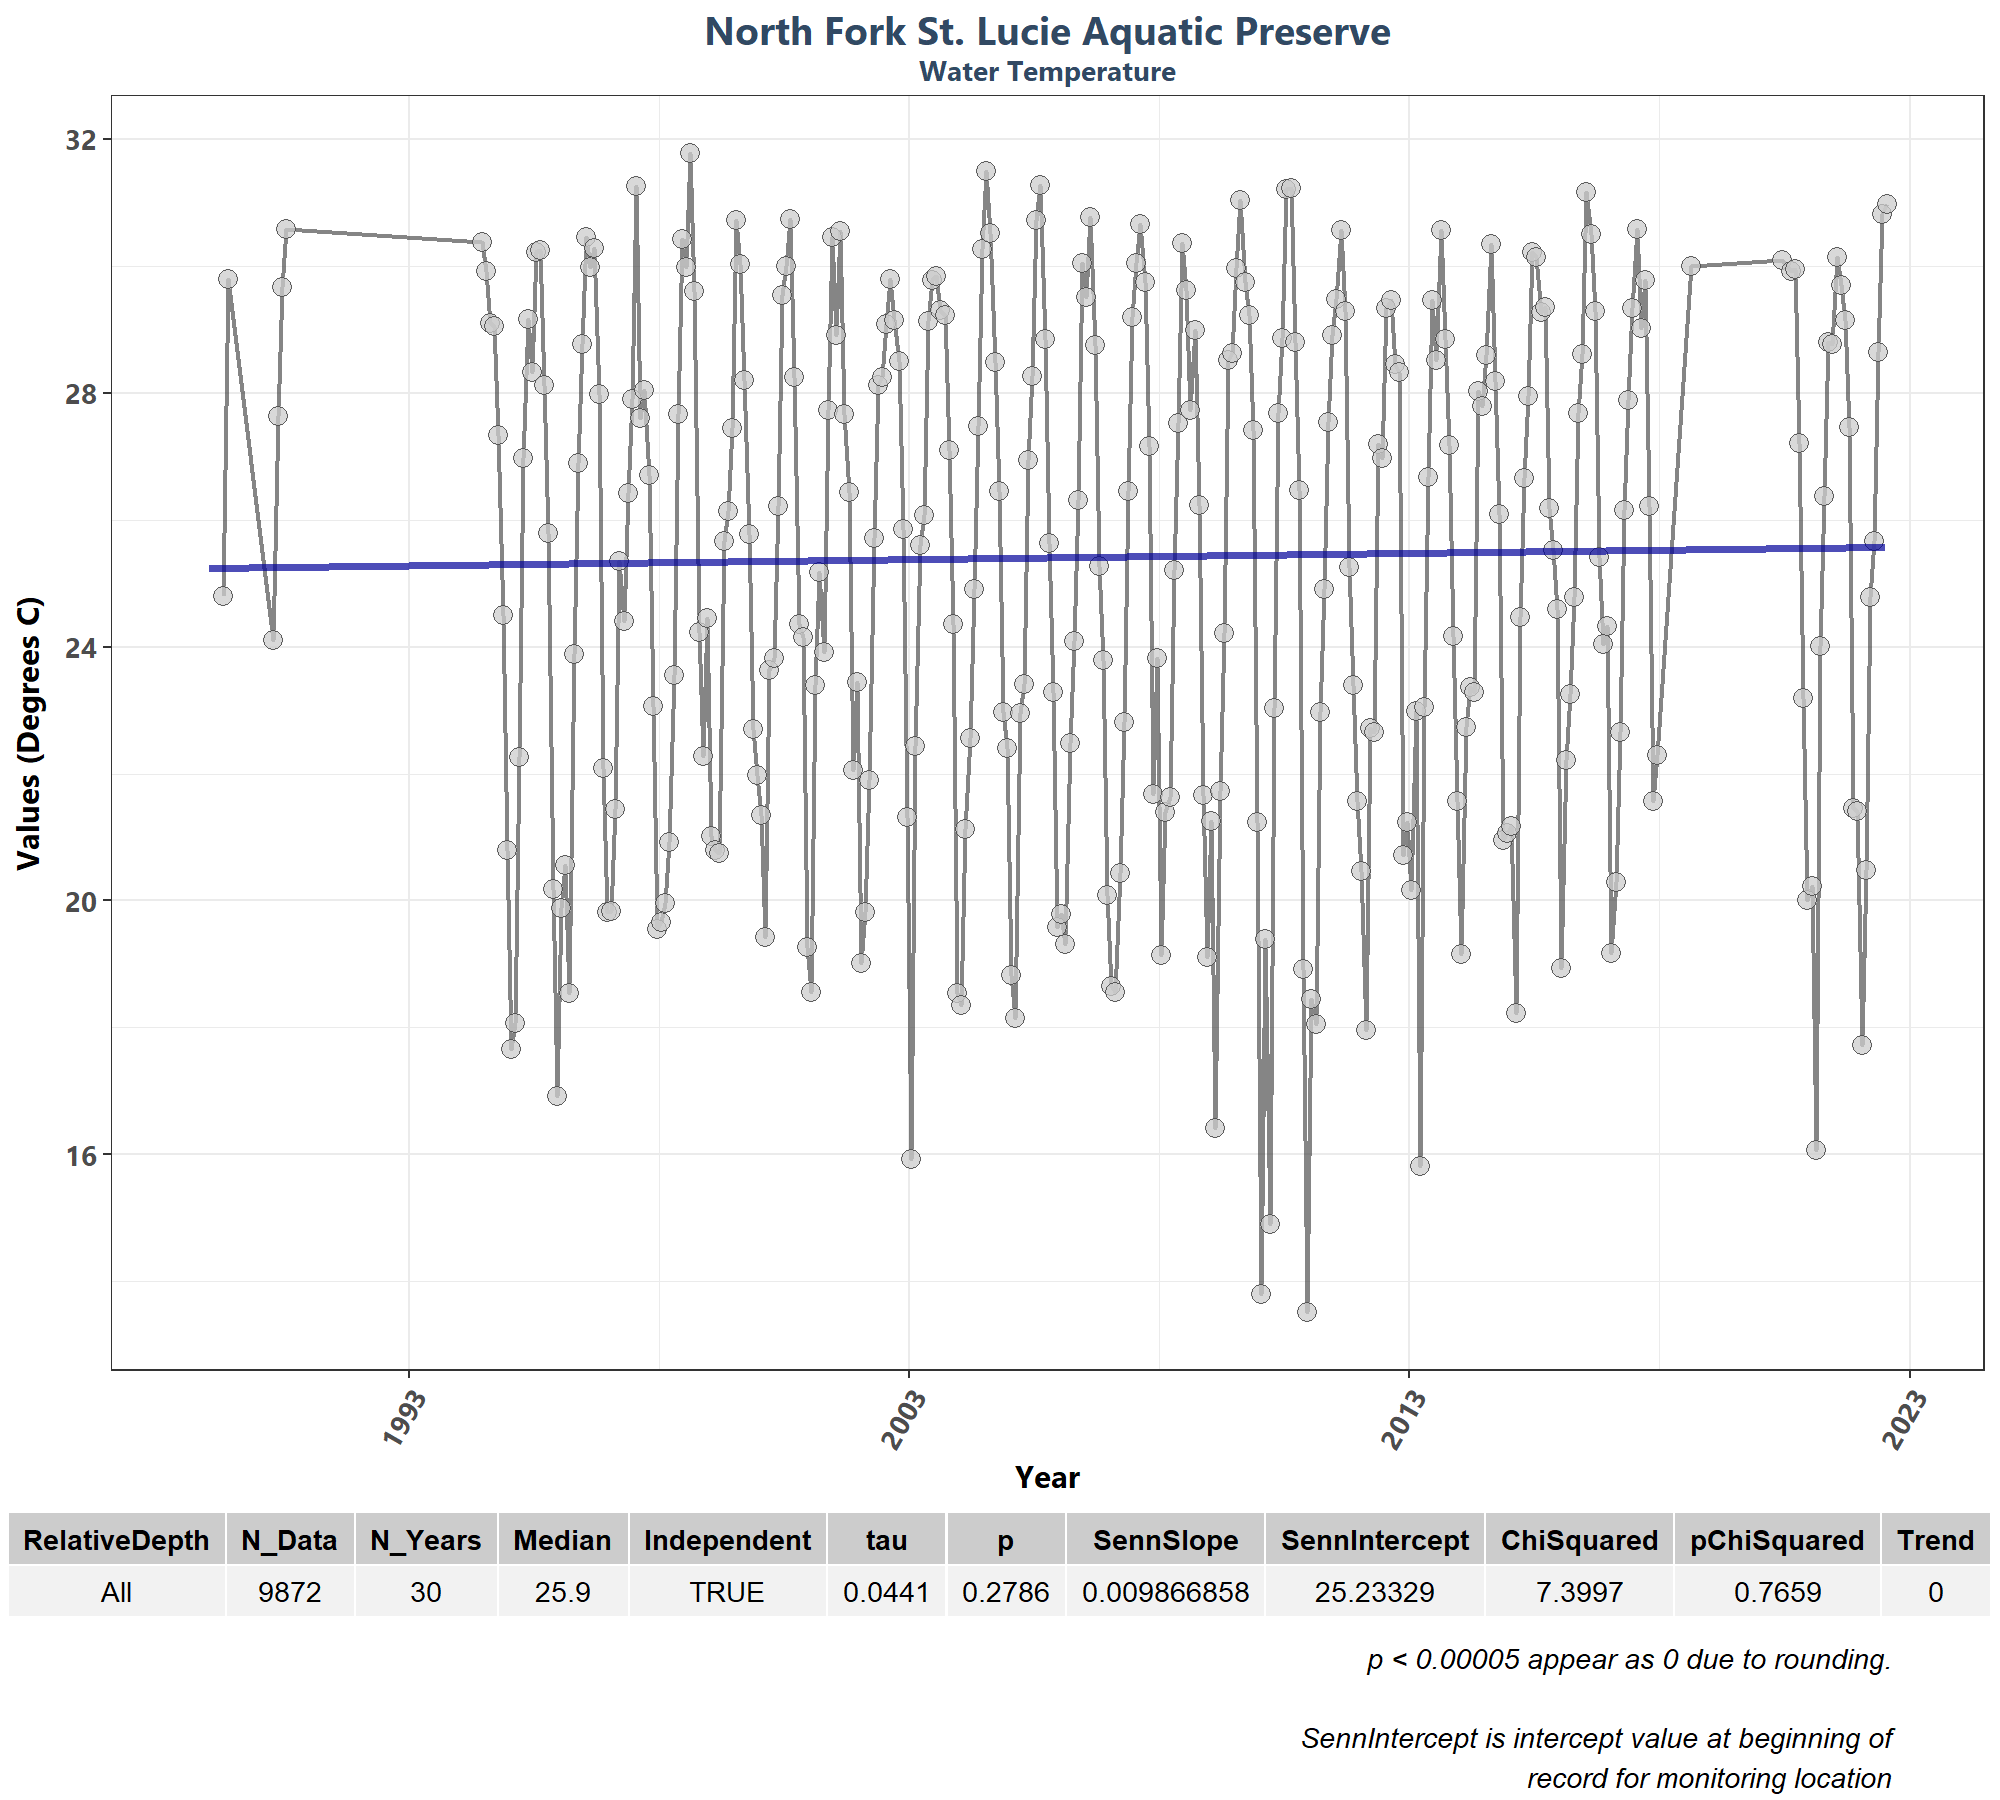 North Fork St. Lucie Aquatic Preserve
Water Temperature
Values (Degrees C)
32
28
24
20
16
1993
2003
2013
2023
Year
RelativeDepth N_Data N_Years Median Independent tau p SennSlope SennIntercept ChiSquared pChiSquared Trend
All 9872 30 25.9 TRUE 0.0441 0.2786 0.009866858 25.23329 7.3997 0.7659 0
p < 0.00005 appear as 0 due to rounding.
SennIntercept is intercept value at beginning of
record for monitoring location